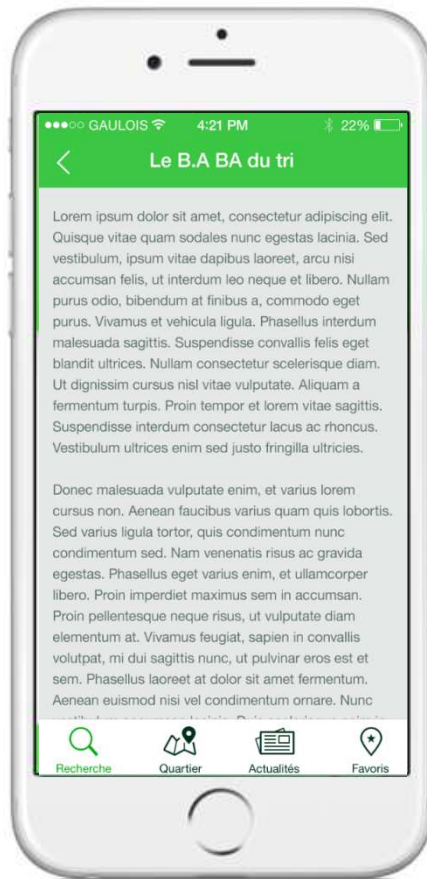 GAULOIS 4:21 PM 22%
Le B.A BA du tri
Lorem ipsum dolor sit amet, consectetur adipiscing elit.
Quisque vitae quam sodales nunc egestas lacinia. Sed
vestibulum, ipsum vitae dapibus laoreet, arcu nisi
accumsan felis, ut interdum leo neque et libero. Nullam
purus odio, bibendum at finibus a, commodo eget
purus. Vivamus et vehicula ligula. Phasellus interdum
malesuada sagittis. Suspendisse convallis felis eget
blandit ultrices. Nullam consectetur scelerisque diam.
Ut dignissim cursus nisl vitae vulputate. Aliquam a
fermentum turpis. Proin tempor et lorem vitae sagittis.
Suspendisse interdum consectetur lacus ac rhoncus.
Vestibulum ultrices enim sed justo fringilla ultricies.
Donec malesuada vulputate enim, et varius lorem
cursus non. Aenean faucibus varius quam quis lobortis.
Sed varius ligula tortor, quis condimentum nunc
condimentum sed. Nam venenatis risus ac gravida
egestas. Phasellus eget varius enim, et ullamcorper
libero. Proin imperdiet maximus sem in accumsan.
Proin pellentesque neque risus, ut vulputate diam
elementum at. Vivamus feugiat, sapien in convallis
volutpat, mi dui sagittis nunc, ut pulvinar eros est et
sem. Phasellus laoreet at dolor sit amet fermentum.
Aenean euismod nisi vel condimentum ornare. Nunc
Recherche Quartier Actualités Favoris